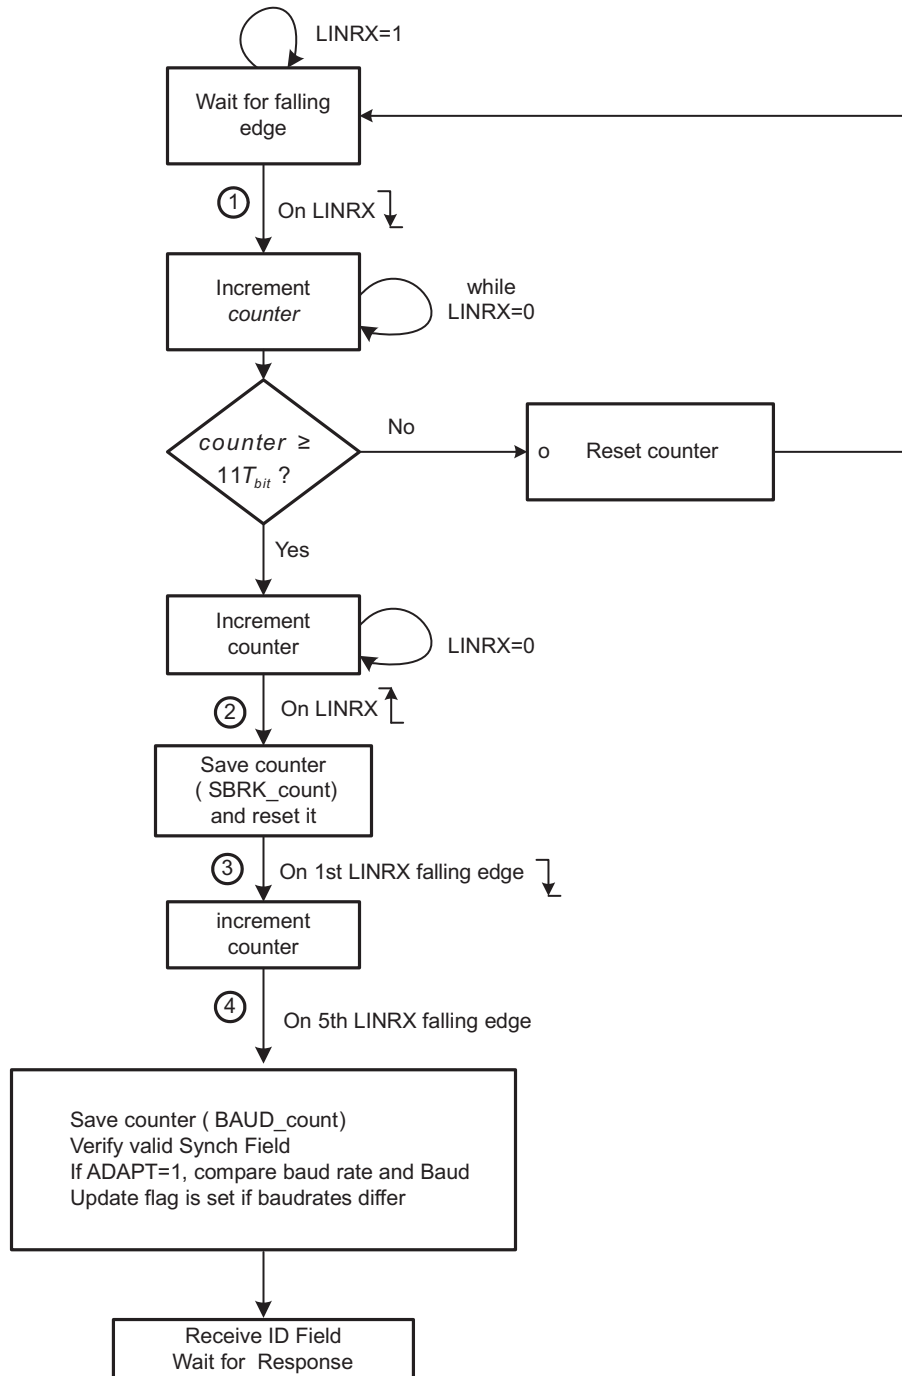 LINRX=1
Wait for falling
edge
1
On LINRX
Increment
counter
while
LINRX=0
counter ≥
11Tbit ?
No
o Reset counter
Yes
Increment
counter
LINRX=0
2
On LINRX
Save counter
( SBRK_count)
and reset it
3
On 1st LINRX falling edge
increment
counter
4
On 5th LINRX falling edge
Save counter ( BAUD_count)
Verify valid Synch Field
If ADAPT=1, compare baud rate and Baud
Update flag is set if baudrates differ
Receive ID Field
Wait for Response